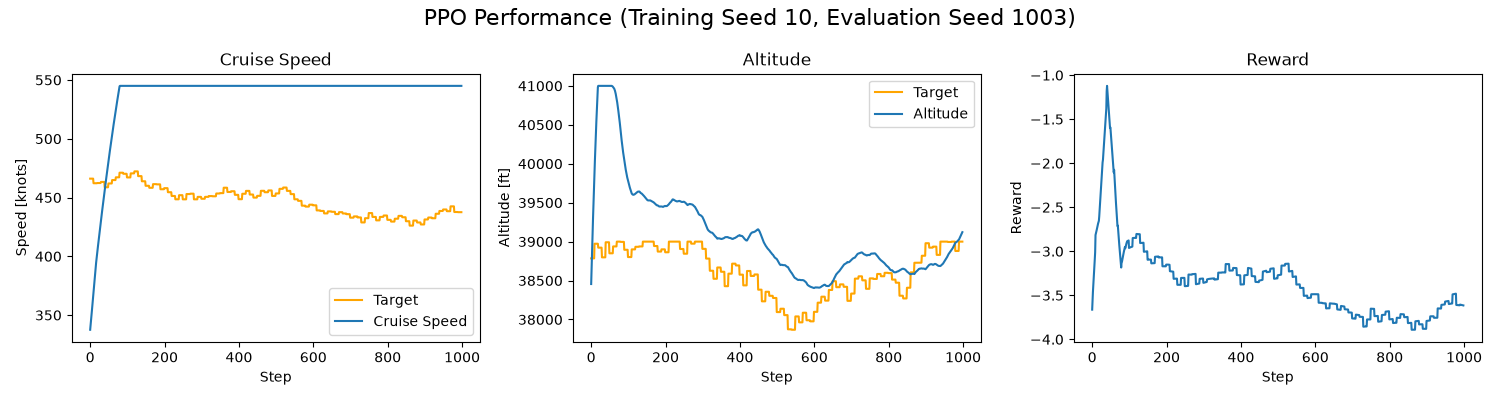 PPO Performance (Training Seed 10, Evaluation Seed 1003)
Cruise Speed
Speed [knots]
550
500
450
400
350
0 200 400 600 800 1000
Step
Target
Cruise Speed
Altitude
Altitude [ft]
41000
40500
40000
39500
39000
38500
38000
0 200 400 600 800 1000
Step
Target
Altitude
Reward
Reward
−1.0
−1.5
−2.0
−2.5
−3.0
−3.5
−4.0
0 200 400 600 800 1000
Step